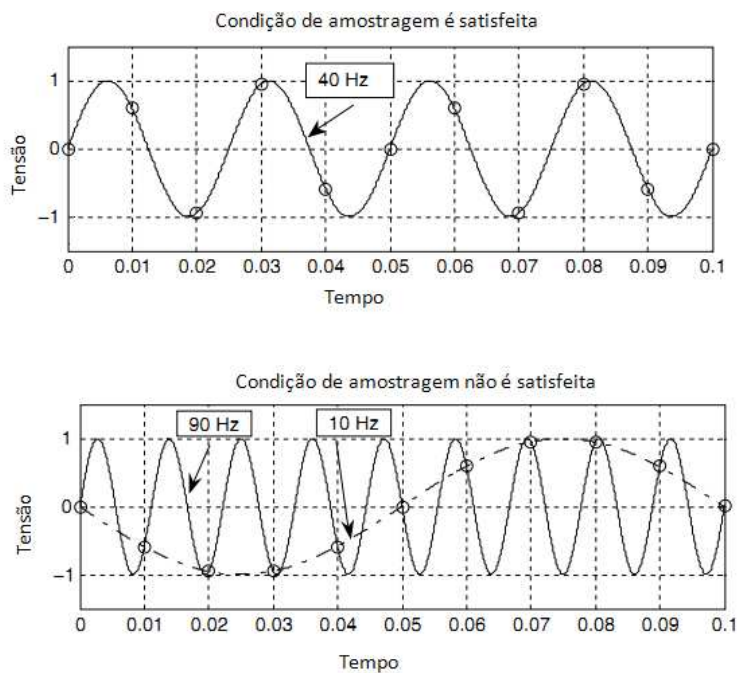 Condição de amostragem é satisfeita
40 Hz
1
0
−1
Tensão
0 0.01 0.02 0.03 0.04 0.05 0.06 0.07 0.08 0.09 0.1
Tempo
Condição de amostragem não é satisfeita
90 Hz 10 Hz
1
0
−1
Tensão
0 0.01 0.02 0.03 0.04 0.05 0.06 0.07 0.08 0.09 0.1
Tempo